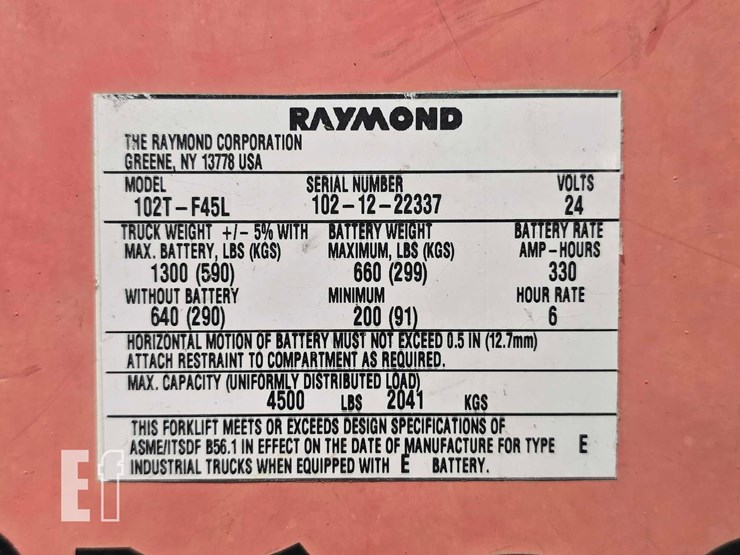 RAYMOND
THE RAYMOND CORPORATION
GREENE, NY 13778 USA
MODEL SERIAL NUMBER VOLTS
102T-F45L 102-12-22337 24
TRUCK WEIGHT +/- 5% WITH BATTERY WEIGHT BATTERY RATE
MAX. BATTERY, LBS (KGS) MAXIMUM, LBS (KGS) AMP-HOURS
1300 (590) 660 (299) 330
WITHOUT BATTERY MINIMUM HOUR RATE
640 (290) 200 (91) 6
HORIZONTAL MOTION OF BATTERY MUST NOT EXCEED 0.5 IN (12.7mm)
ATTACH RESTRAINT TO COMPARTMENT AS REQUIRED.
MAX. CAPACITY (UNIFORMLY DISTRIBUTED LOAD)
4500 LBS 2041 KGS
THIS FORKLIFT MEETS OR EXCEEDS DESIGN SPECIFICATIONS OF
ASME/ITSDF B56.1 IN EFFECT ON THE DATE OF MANUFACTURE FOR TYPE E
INDUSTRIAL TRUCKS WHEN EQUIPPED WITH E BATTERY.
Ef